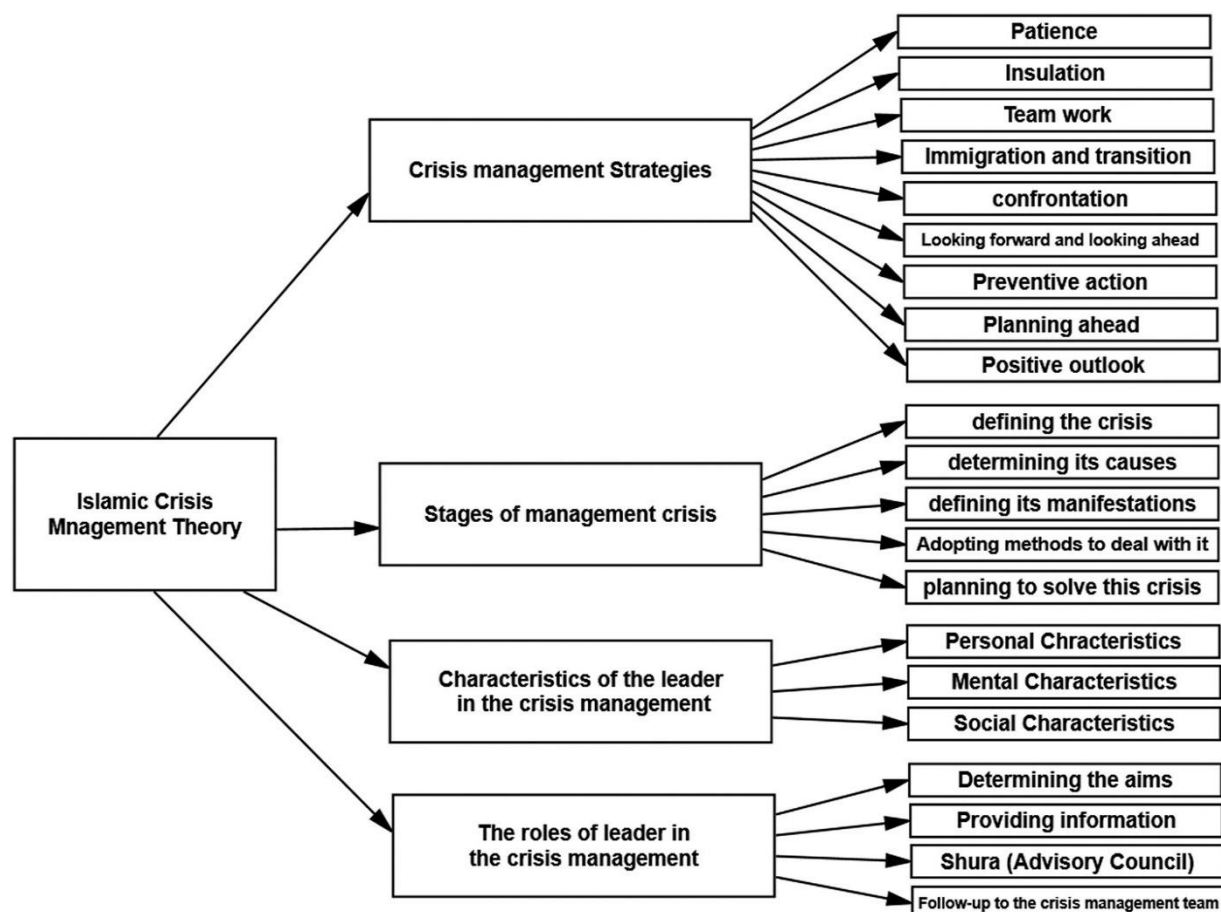 Patience
Insulation
Team work
Crisis management Strategies
Immigration and transition
confrontation
Looking forward and looking ahead
Preventive action
Planning ahead
Positive outlook
Islamic Crisis
Mnagement Theory
Stages of management crisis
defining the crisis
determining its causes
defining its manifestations
Adopting methods to deal with it
planning to solve this crisis
Characteristics of the leader
in the crisis management
Personal Chracteristics
Mental Characteristics
Social Characteristics
The roles of leader in
the crisis management
Determining the aims
Providing information
Shura (Advisory Council)
Follow-up to the crisis management team